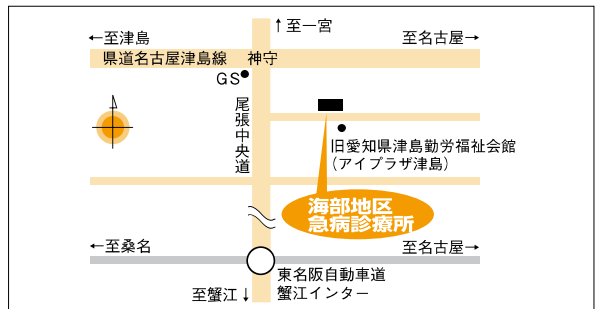 ↑至一宮
←至津島
至名古屋→
県道名古屋津島線
神守
GS
尾張中央道
旧愛知県津島勤労福祉会館
(アイプラザ津島)
海部地区
急病診療所
←至桑名
至名古屋→
東名阪自動車道
蟹江インター
至蟹江↓